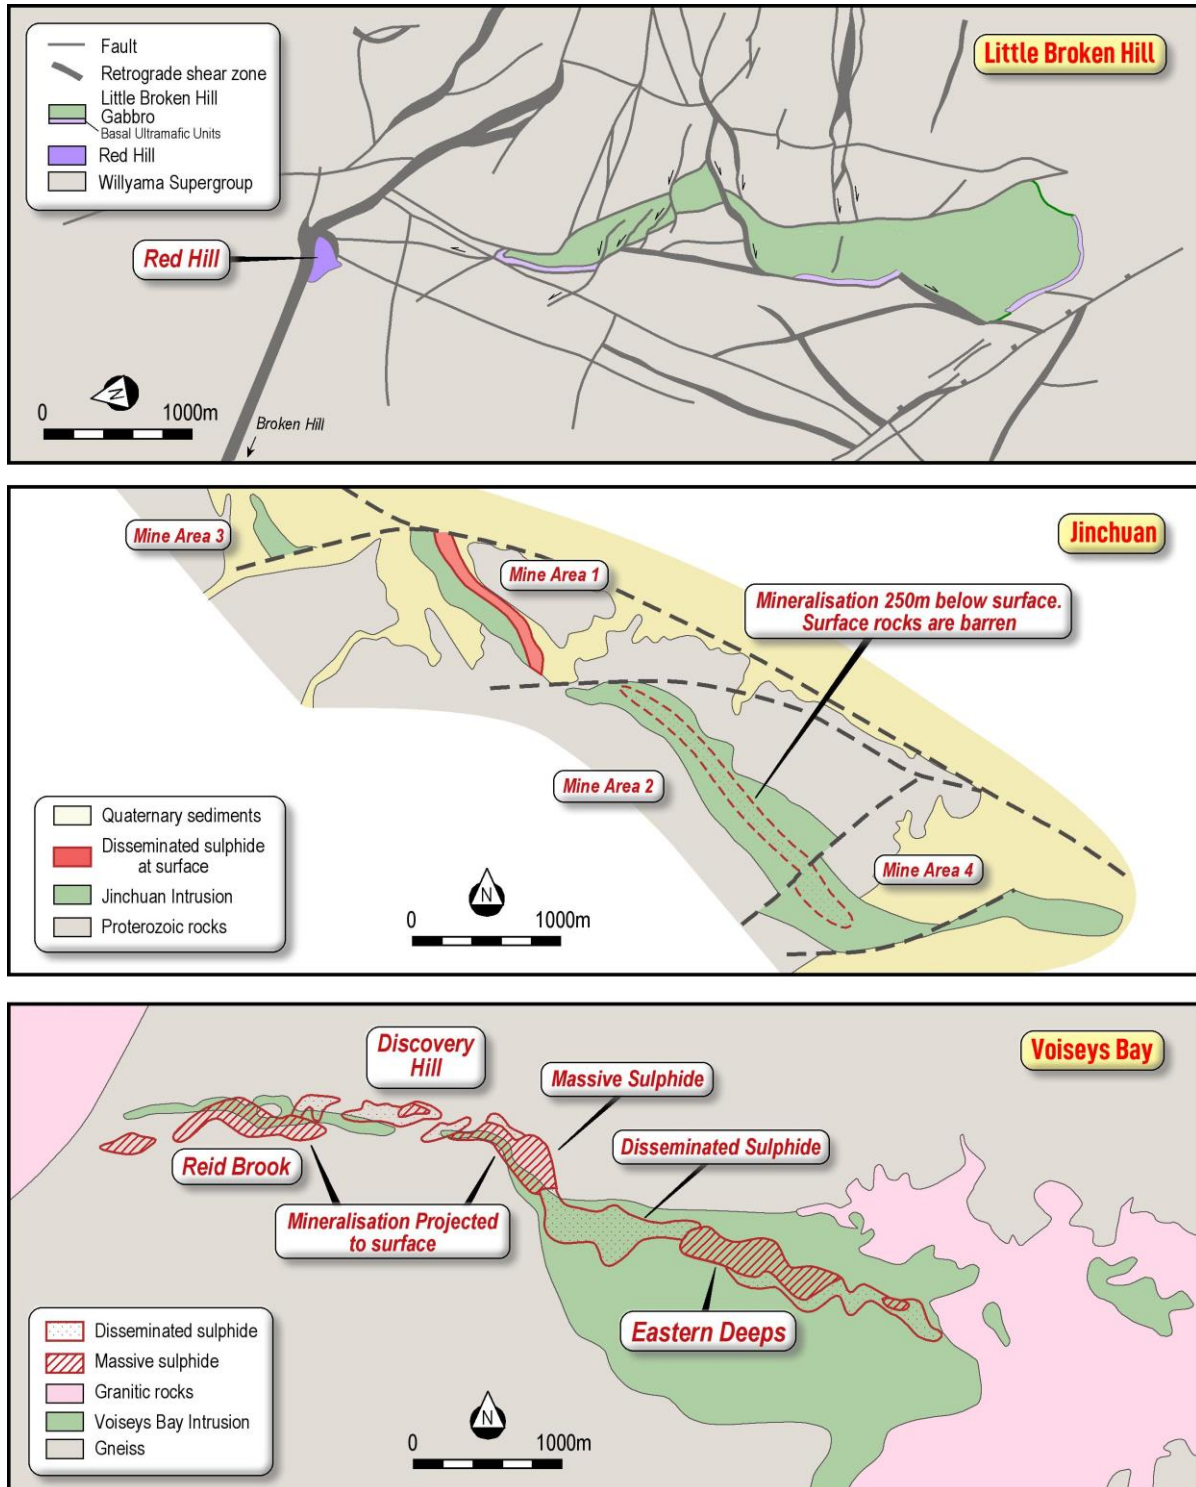 Little Broken Hill
Fault
Retrograde shear zone
Little Broken Hill
Gabbro
Basal Ultramafic Units
Red Hill
Willyama Supergroup
Red Hill
N
0 1000m
Broken Hill
Jinchuan
Mine Area 3
Mine Area 1
Mineralisation 250m below surface.
Surface rocks are barren
Mine Area 2
Mine Area 4
Quaternary sediments
Disseminated sulphide
at surface
Jinchuan Intrusion
Proterozoic rocks
N
0 1000m
Voiseys Bay
Discovery
Hill
Massive Sulphide
Disseminated Sulphide
Reid Brook
Mineralisation Projected
to surface
Eastern Deeps
Disseminated sulphide
Massive sulphide
Granitic rocks
Voiseys Bay Intrusion
Gneiss
N
0 1000m